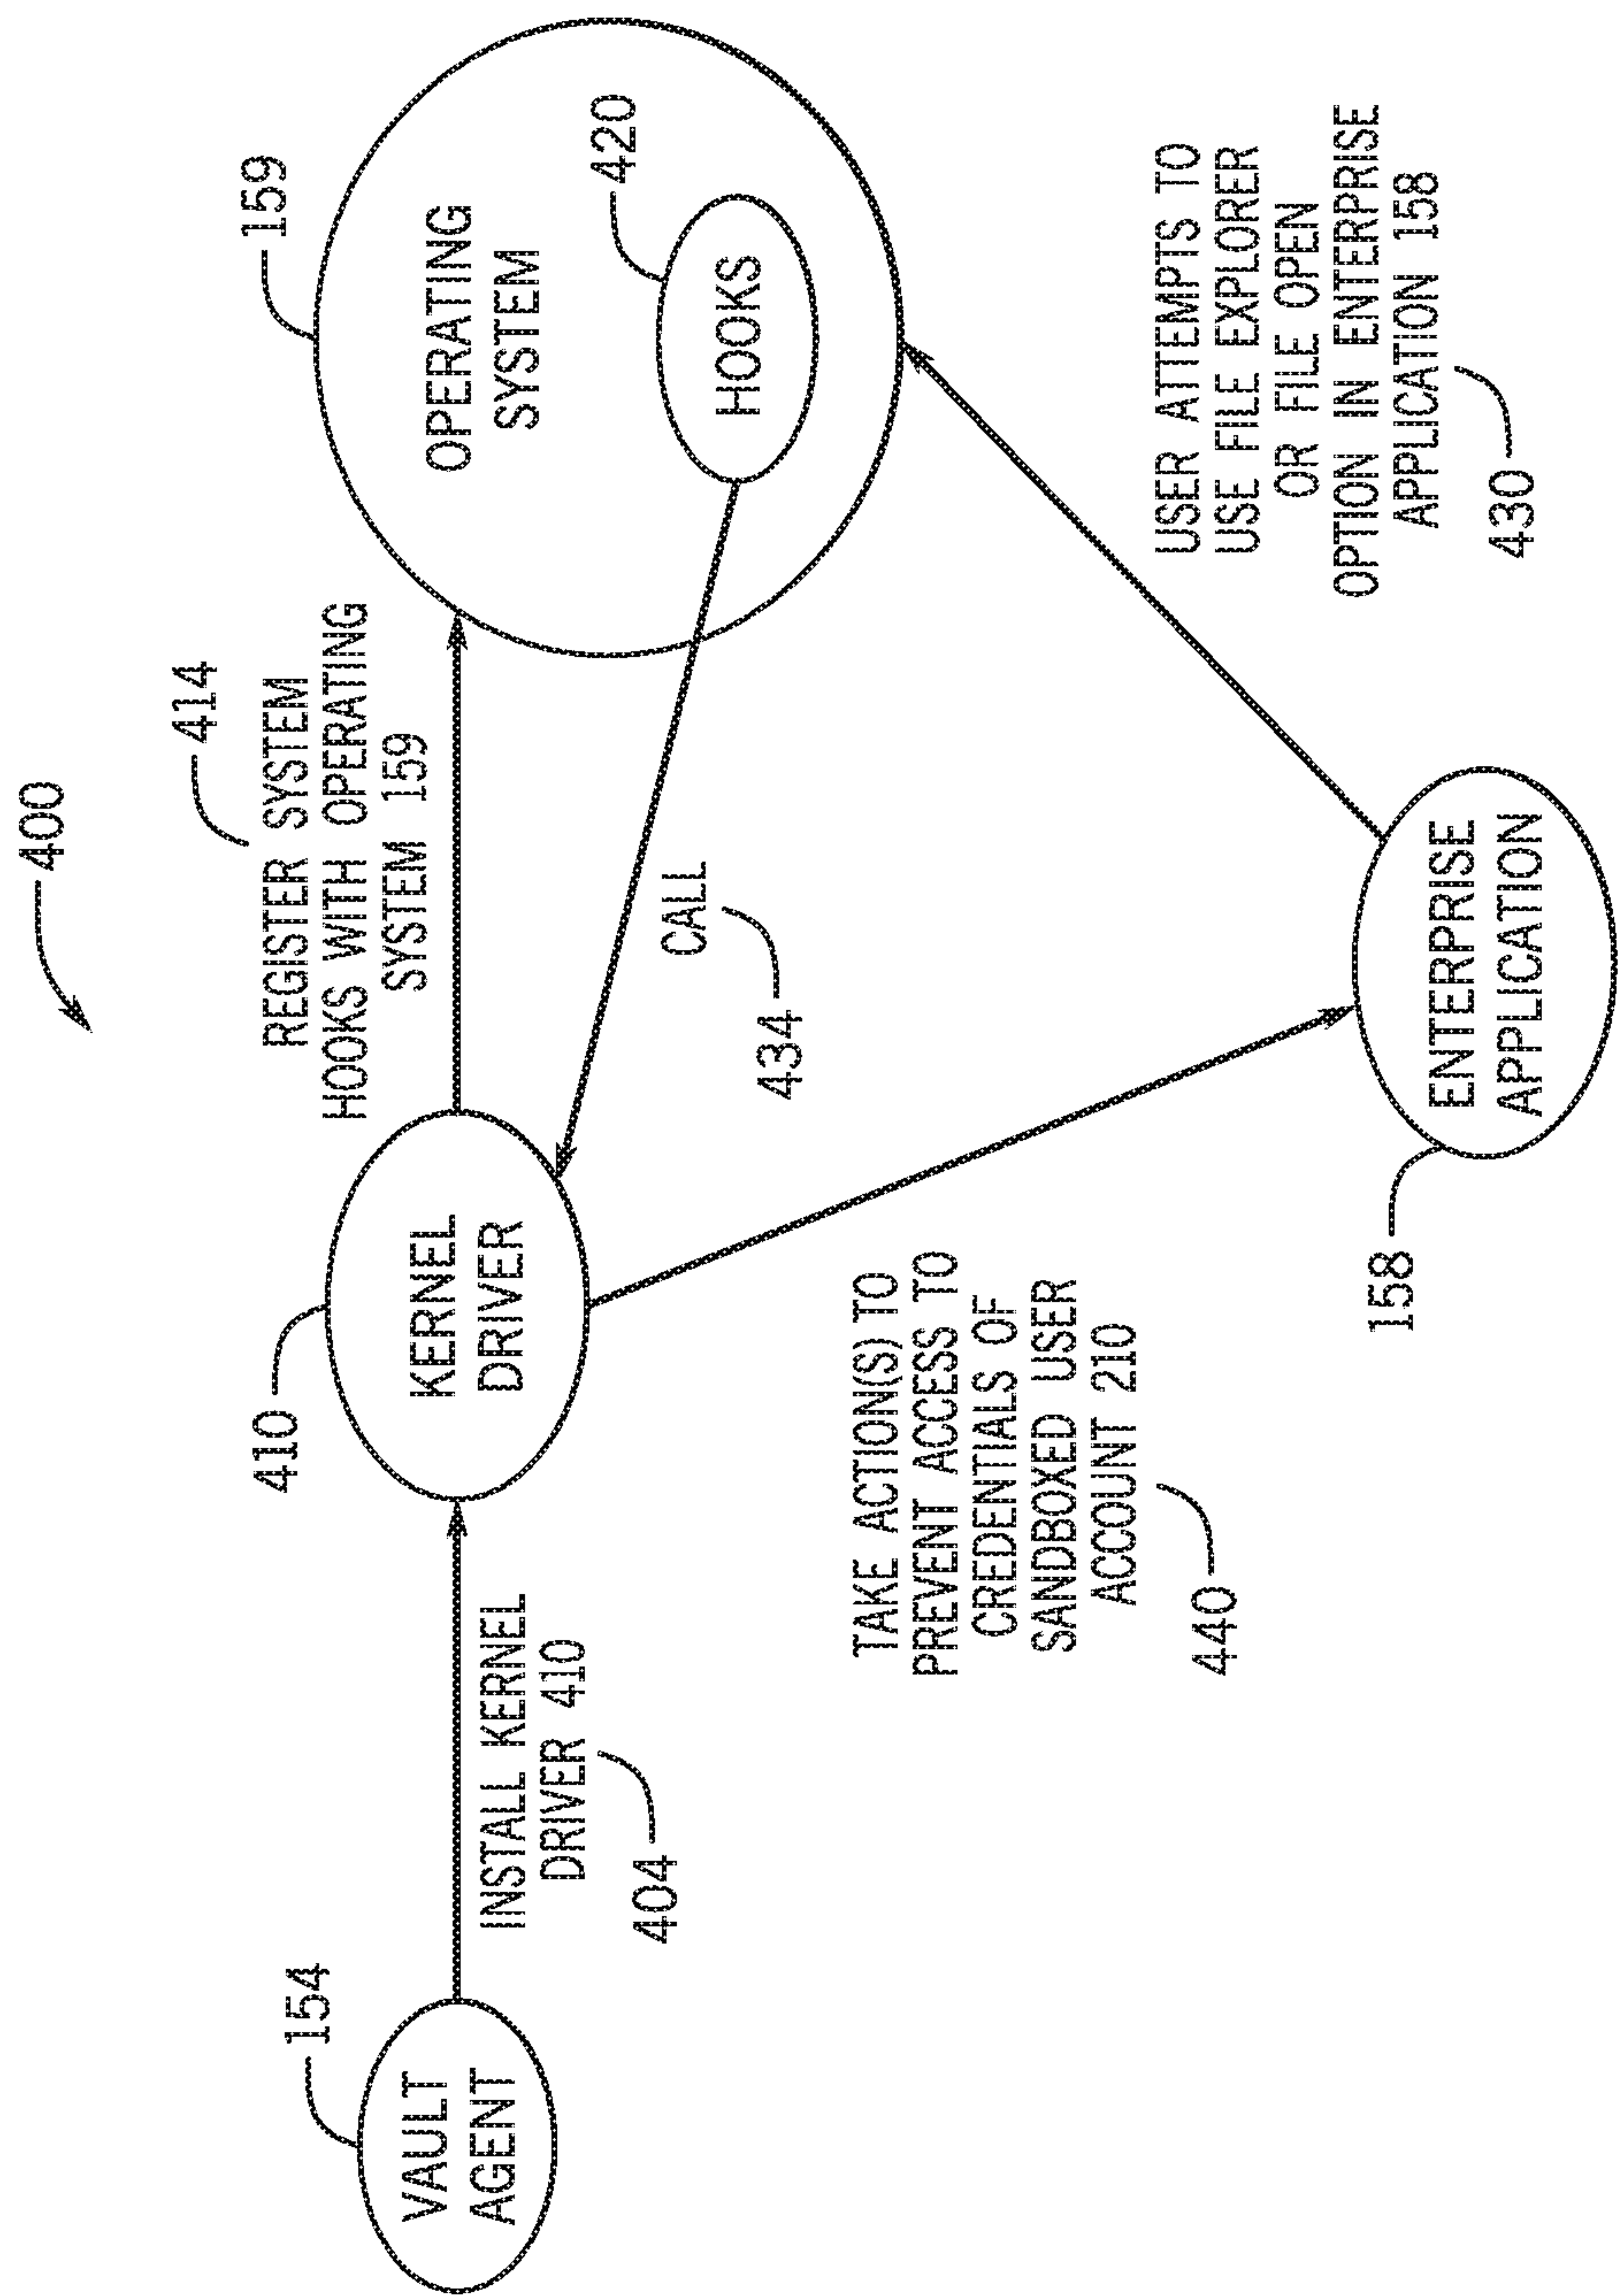 400
414
REGISTER SYSTEM
HOOKS WITH OPERATING
SYSTEM 159
159
OPERATING
SYSTEM
420
HOOKS
410
KERNEL
DRIVER
154
VAULT
AGENT
INSTALL KERNEL
DRIVER 410
404
CALL
434
TAKE ACTION(S) TO
PREVENT ACCESS TO
CREDENTIALS OF
SANDBOXED USER
ACCOUNT 210
440
USER ATTEMPTS TO
USE FILE EXPLORER
OR FILE OPEN
OPTION IN ENTERPRISE
APPLICATION 158
430
158
ENTERPRISE
APPLICATION